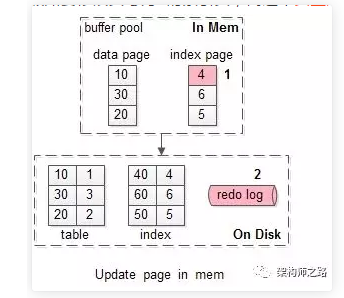 buffer pool In Mem
data page index page
10 4 1
30 6
20 5
10 1 40 4 2
30 3 60 6 redo log
20 2 50 5
table index On Disk
Update page in mem
架构师之路